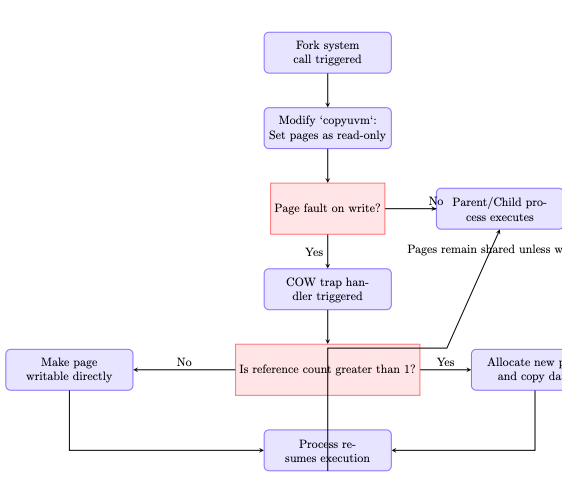 Fork system
call triggered
Modify ‘copyuvm‘:
Set pages as read-only
Page fault on write?
No
Parent/Child pro-
cess executes
Pages remain shared unless
Yes
COW trap han-
dler triggered
Make page
writable directly
No
Is reference count greater than 1?
Yes
Allocate new
and copy
Process re-
sumes execution